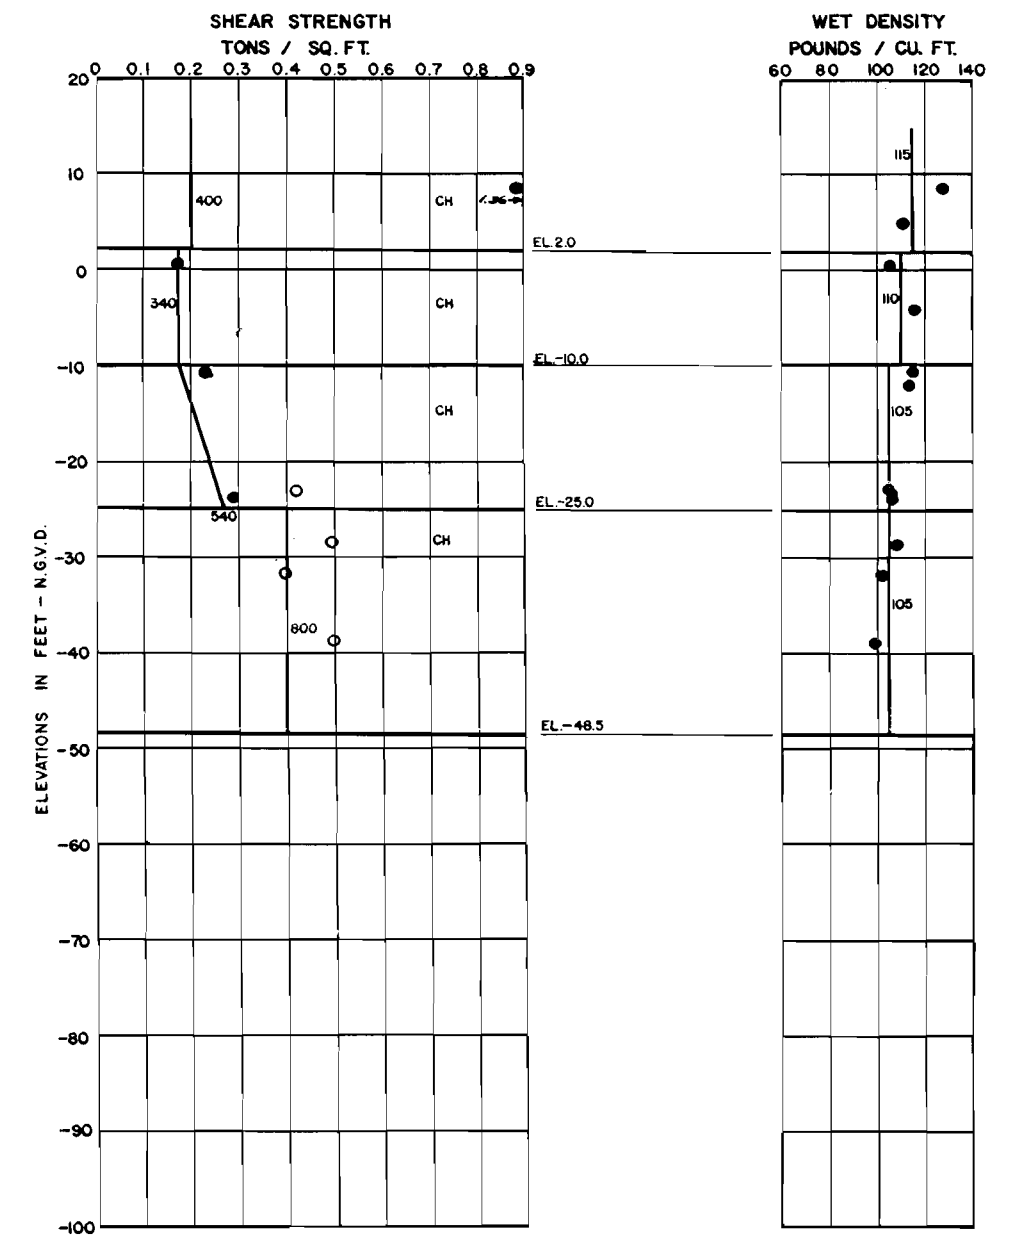 SHEAR STRENGTH
TONS / SQ. FT.
0 0.1 0.2 0.3 0.4 0.5 0.6 0.7 0.8 0.9
WET DENSITY
POUNDS / CU. FT.
60 80 100 120 140
ELEVATIONS IN FEET - N.G.V.D.
20
10
0
-10
-20
-30
-40
-50
-60
-70
-80
-90
-100
400 CH
115
EL. 2.0
340 CH
110
EL.-10.0
CH
105
EL.-25.0
540
CH
800
105
EL.-48.5